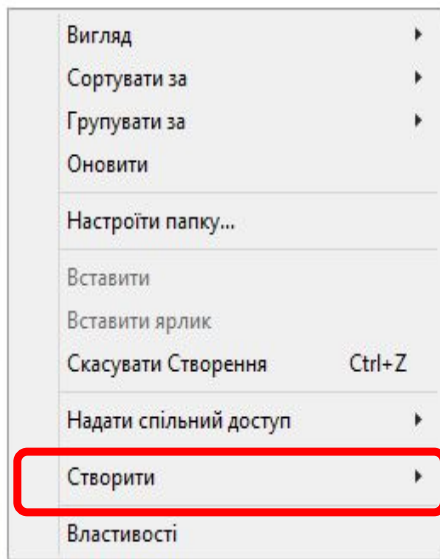 Вигляд
Сортувати за
Групувати за
Оновити
Настроїти папку...
Вставити
Вставити ярлик
Скасувати Створення Ctrl+Z
Надати спільний доступ
Створити
Властивості